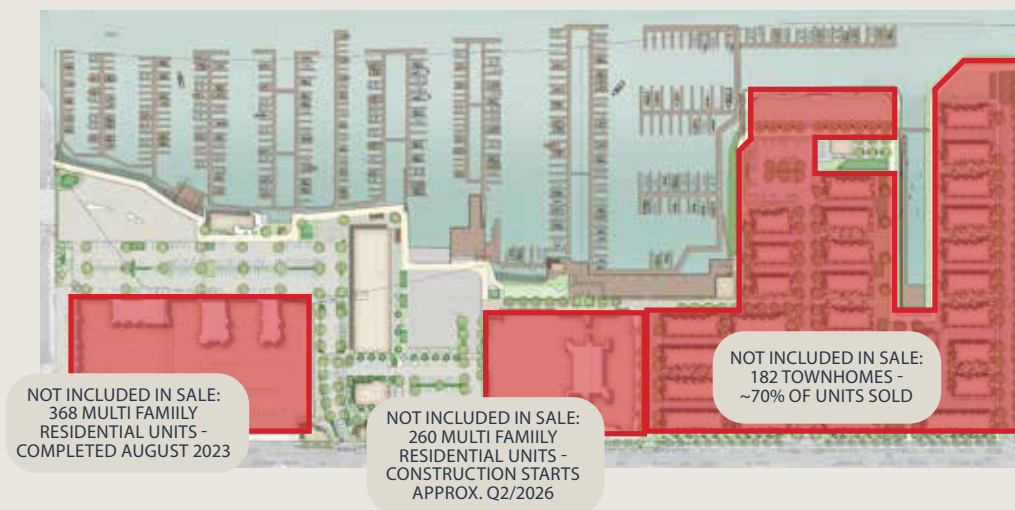 NOT INCLUDED IN SALE:
368 MULTI FAMIILY
RESIDENTIAL UNITS -
COMPLETED AUGUST 2023
NOT INCLUDED IN SALE:
260 MULTI FAMIILY
RESIDENTIAL UNITS -
CONSTRUCTION STARTS
APPROX. Q2/2026
NOT INCLUDED IN SALE:
182 TOWNHOMES -
~70% OF UNITS SOLD